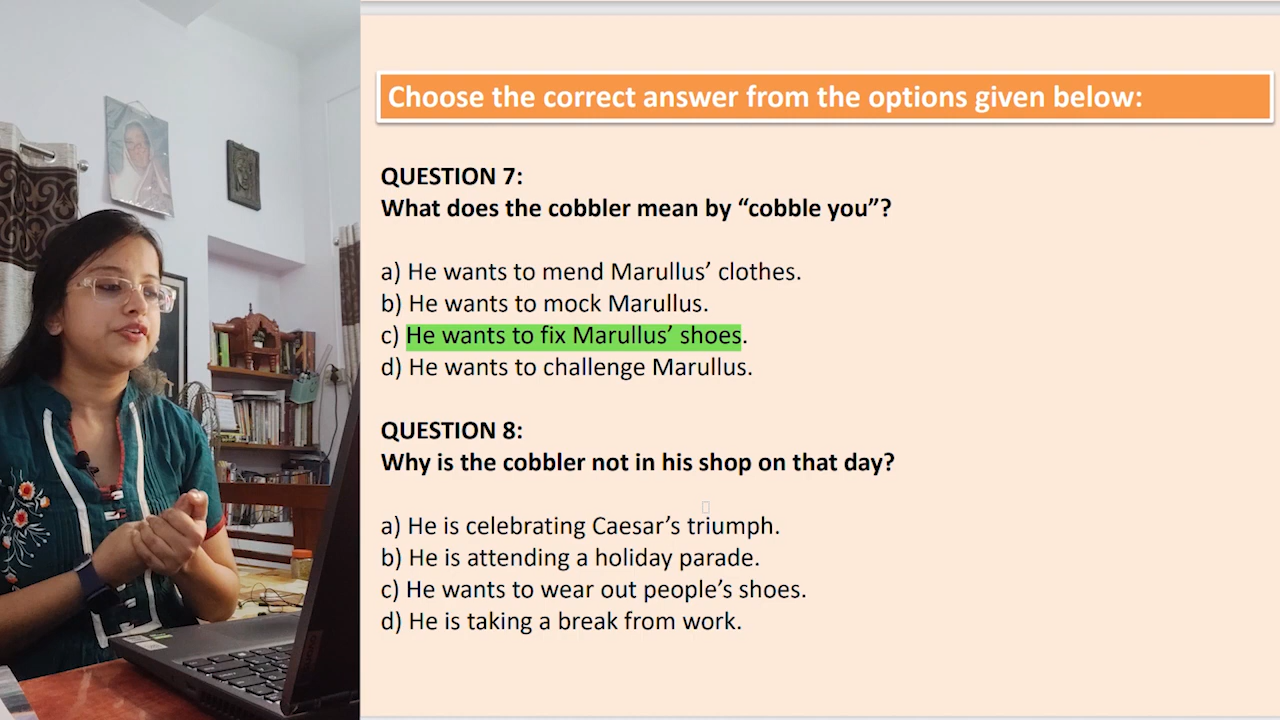 Choose the correct answer from the options given below:
QUESTION 7:
What does the cobbler mean by “cobble you”?
a) He wants to mend Marullus’ clothes.
b) He wants to mock Marullus.
c) He wants to fix Marullus’ shoes.
d) He wants to challenge Marullus.
QUESTION 8:
Why is the cobbler not in his shop on that day?
a) He is celebrating Caesar’s triumph.
b) He is attending a holiday parade.
c) He wants to wear out people’s shoes.
d) He is taking a break from work.